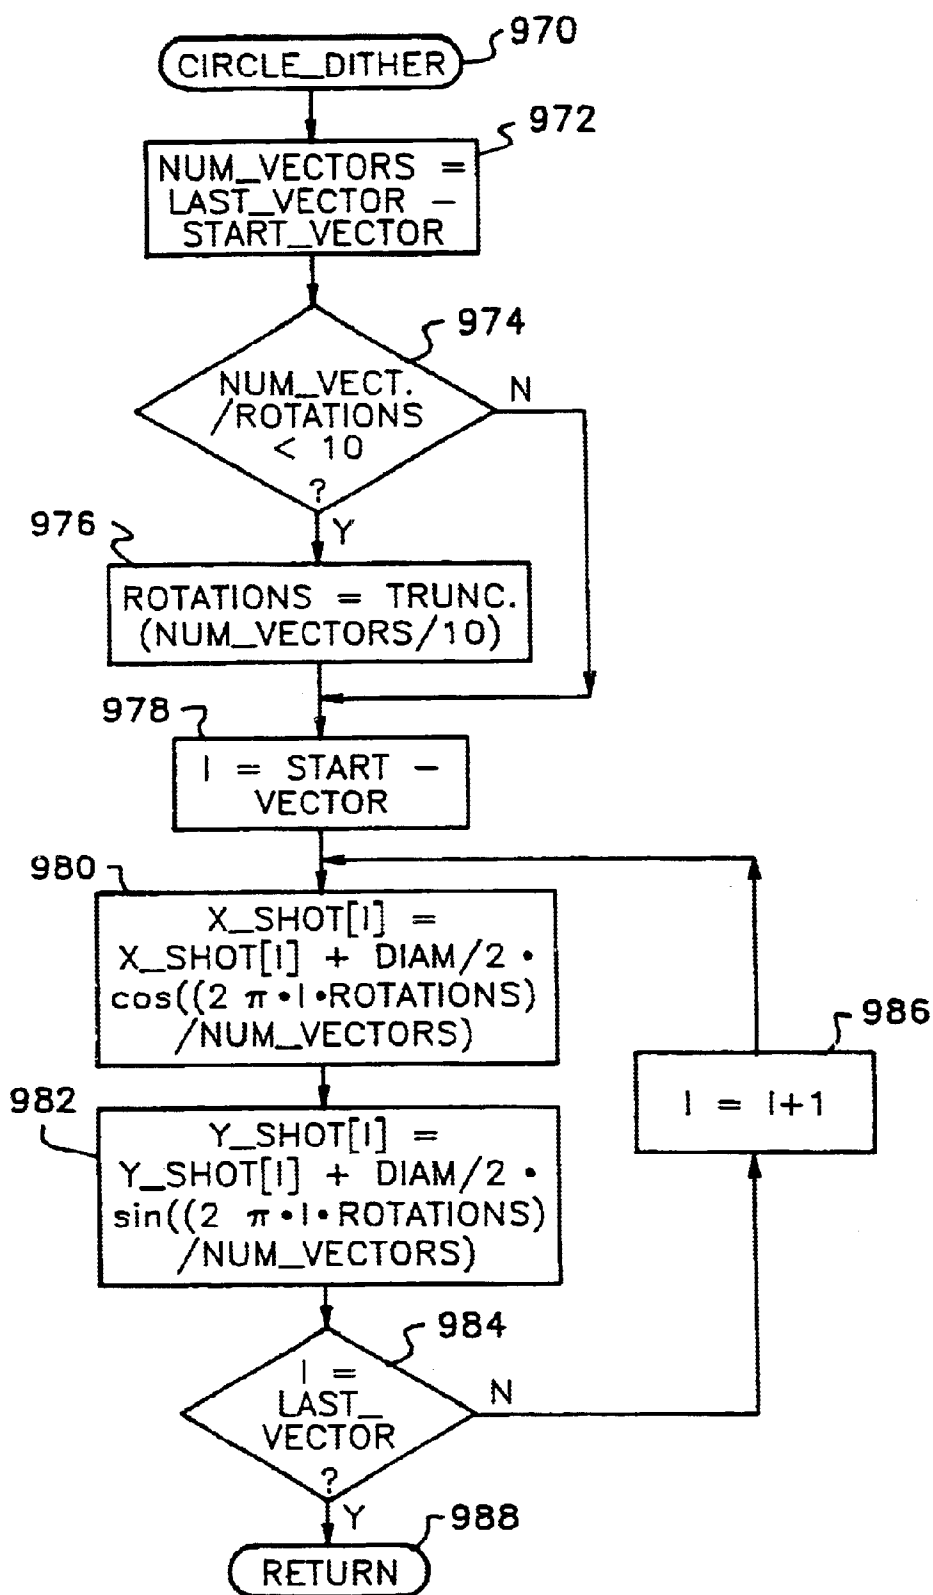 970
CIRCLE_DITHER
972
NUM_VECTORS =
LAST_VECTOR –
START_VECTOR
974
NUM_VECT.
/ROTATIONS
< 10
?
N
Y
976
ROTATIONS = TRUNC.
(NUM_VECTORS/10)
978
I = START –
VECTOR
980
X_SHOT[I] =
X_SHOT[I] + DIAM/2 •
cos((2 π•I•ROTATIONS)
/NUM_VECTORS)
986
I = I+1
982
Y_SHOT[I] =
Y_SHOT[I] + DIAM/2 •
sin((2 π•I•ROTATIONS)
/NUM_VECTORS)
984
I =
LAST_
VECTOR
?
N
Y
988
RETURN